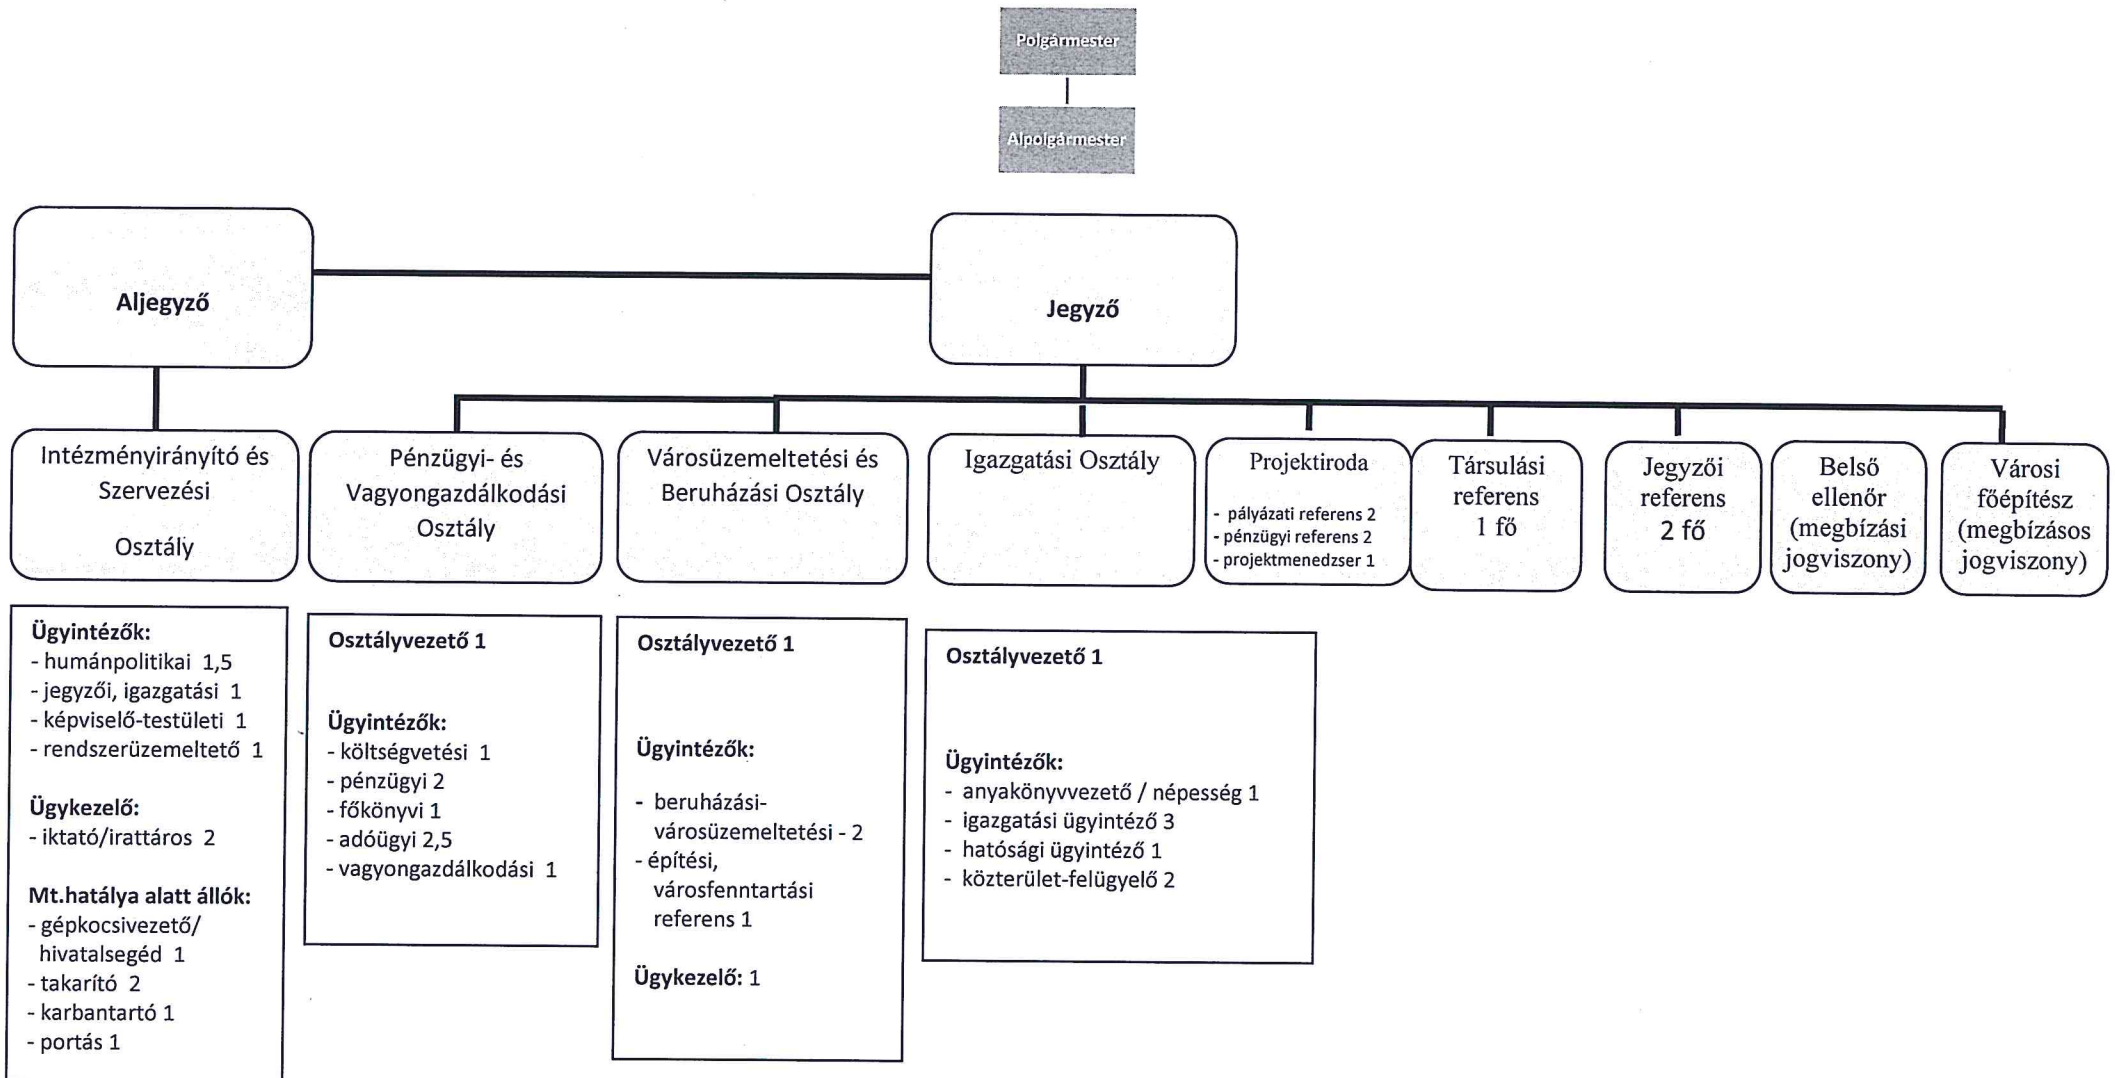 Polgármester
Alpolgármester
Aljegyző
Jegyző
Intézményirányító és
Szervezési
Osztály
Pénzügyi- és
Vagyongazdálkodási
Osztály
Városüzemeltetési és
Beruházási Osztály
Igazgatási Osztály
Projektiroda
- pályázati referens 2
- pénzügyi referens 2
- projektmenedzser 1
Társulási
referens
1 fő
Jegyzői
referens
2 fő
Belső
ellenőr
(megbízási
jogviszony)
Városi
főépítész
(megbízásos
jogviszony)
Ügyintézők:
- humánpolitikai 1,5
- jegyzői, igazgatási 1
- képviselő-testületi 1
- rendszerüzemeltető 1
Ügykezelő:
- iktató/irattáros 2
Mt.hatálya alatt állók:
- gépkocsivezető/
hivatalsegéd 1
- takarító 2
- karbantartó 1
- portás 1
Osztályvezető 1
Ügyintézők:
- költségvetési 1
- pénzügyi 2
- főkönyvi 1
- adóügyi 2,5
- vagyongazdálkodási 1
Osztályvezető 1
Ügyintézők:
- beruházási-
városüzemeltetési - 2
- építési,
városfenntartási
referens 1
Ügykezelő: 1
Osztályvezető 1
Ügyintézők:
- anyakönyvvezető / népesség 1
- igazgatási ügyintéző 3
- hatósági ügyintéző 1
- közterület-felügyelő 2